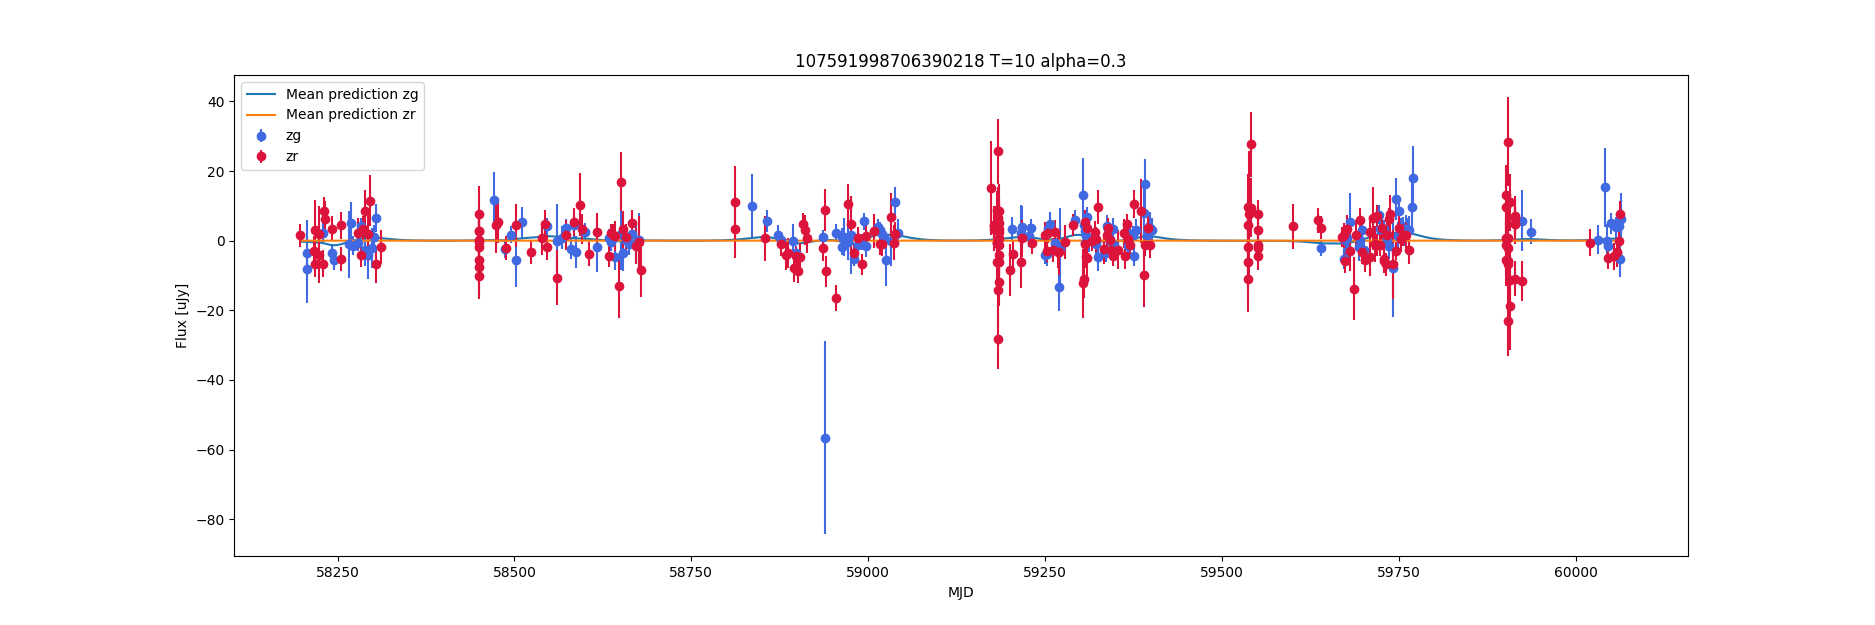 107591998706390218 T=10 alpha=0.3
Mean prediction zg
Mean prediction zr
zg
zr
Flux [uJy]
40
20
0
−20
−40
−60
−80
58250 58500 58750 59000 59250 59500 59750 60000
MJD